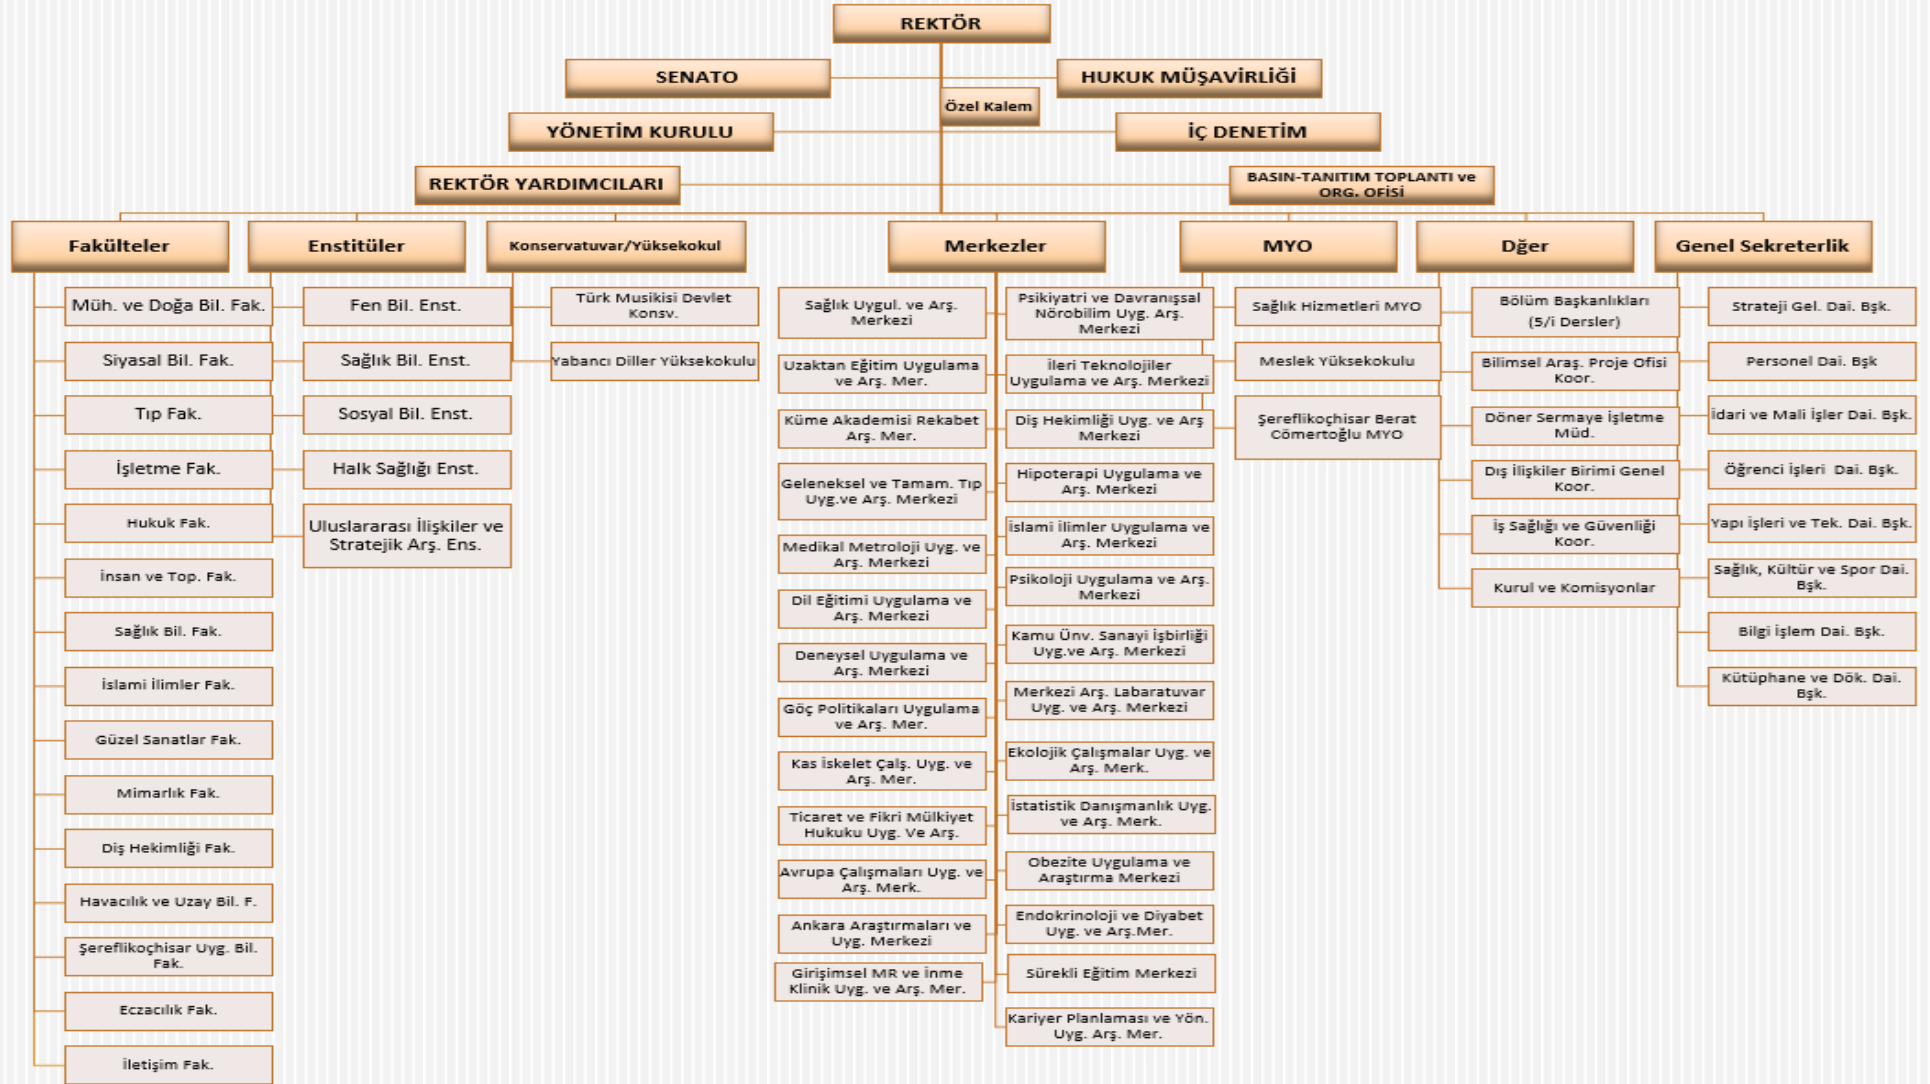 REKTÖR
SENATO
HUKUK MÜŞAVİRLİĞİ
Özel Kalem
YÖNETİM KURULU
İÇ DENETİM
REKTÖR YARDIMCILARI
BASIN-TANITIM TOPLANTI ve
ORG. OFİSİ
Fakülteler
Müh. ve Doğa Bil. Fak.
Siyasal Bil. Fak.
Tıp Fak.
İşletme Fak.
Hukuk Fak.
İnsan ve Top. Fak.
Sağlık Bil. Fak.
İslami İlimler Fak.
Güzel Sanatlar Fak.
Mimarlık Fak.
Diş Hekimliği Fak.
Havacılık ve Uzay Bil. F.
Şereflikoçhisar Uyg. Bil.
Fak.
Eczacılık Fak.
İletişim Fak.
Enstitüler
Fen Bil. Enst.
Sağlık Bil. Enst.
Sosyal Bil. Enst.
Halk Sağlığı Enst.
Uluslararası İlişkiler ve
Stratejik Arş. Ens.
Konservatuvar/Yüksekokul
Türk Musikisi Devlet
Konsv.
Yabancı Diller Yüksekokulu
Merkezler
Sağlık Uygul. ve Arş.
Merkezi
Uzaktan Eğitim Uygulama
ve Arş. Mer.
Küme Akademisi Rekabet
Arş. Mer.
Geleneksel ve Tamam. Tıp
Uyg.ve Arş. Merkezi
Medikal Metroloji Uyg. ve
Arş. Merkezi
Dil Eğitimi Uygulama ve
Arş. Merkezi
Deneysel Uygulama ve
Arş. Merkezi
Göç Politikaları Uygulama
ve Arş. Mer.
Kas İskelet Çalş. Uyg. ve
Arş. Mer.
Ticaret ve Fikri Mülkiyet
Hukuku Uyg. Ve Arş.
Avrupa Çalışmaları Uyg. ve
Arş. Merk.
Ankara Araştırmaları ve
Uyg. Merkezi
Girişimsel MR ve İnme
Klinik Uyg. ve Arş. Mer.
Psikiyatri ve Davranışsal
Nörobilim Uyg. Arş.
Merkezi
İleri Teknolojiler
Uygulama ve Arş. Merkezi
Diş Hekimliği Uyg. ve Arş
Merkezi
Hipoterapi Uygulama ve
Arş. Merkezi
İslami İlimler Uygulama ve
Arş. Merkezi
Psikoloji Uygulama ve Arş.
Merkezi
Kamu Ünv. Sanayi İşbirliği
Uyg.ve Arş. Merkezi
Merkezi Arş. Labaratuvar
Uyg. ve Arş. Merkezi
Ekolojik Çalışmalar Uyg. ve
Arş. Merk.
İstatistik Danışmanlık Uyg.
ve Arş. Merk.
Obezite Uygulama ve
Araştırma Merkezi
Endokrinoloji ve Diyabet
Uyg. ve Arş.Mer.
Sürekli Eğitim Merkezi
Kariyer Planlaması ve Yön.
Uyg. Arş. Mer.
MYO
Sağlık Hizmetleri MYO
Meslek Yüksekokulu
Şereflikoçhisar Berat
Cömertoğlu MYO
Dğer
Bölüm Başkanlıkları
(5/i Dersler)
Bilimsel Araş. Proje Ofisi
Koor.
Döner Sermaye İşletme
Müd.
Dış İlişkiler Birimi Genel
Koor.
İş Sağlığı ve Güvenliği
Koor.
Kurul ve Komisyonlar
Genel Sekreterlik
Strateji Gel. Dai. Bşk.
Personel Dai. Bşk
İdari ve Mali İşler Dai. Bşk.
Öğrenci İşleri  Dai. Bşk.
Yapı İşleri ve Tek. Dai. Bşk.
Sağlık, Kültür ve Spor Dai.
Bşk.
Bilgi İşlem Dai. Bşk.
Kütüphane ve Dök. Dai.
Bşk.